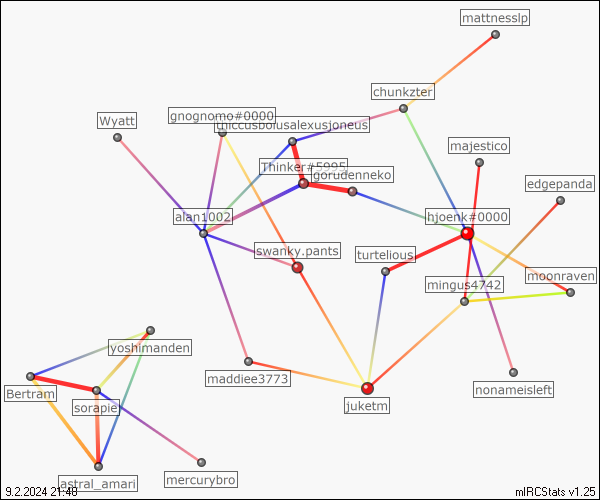 mattnesslp
chunkzter
gnognomo#0000
Wyatt
thiccusbolusalexusjoneus
majestico
Thinker#5995
gorudenneko
edgepanda
alan1002
hjoenk#0000
swanky.pants
turtelious
moonraven
mingus4742
yoshimanden
maddiee3773
nonameisleft
Bertram
sorapie
juketm
astral_amari
mercurybro
9.2.2024 21:40
mIRCStats v1.25